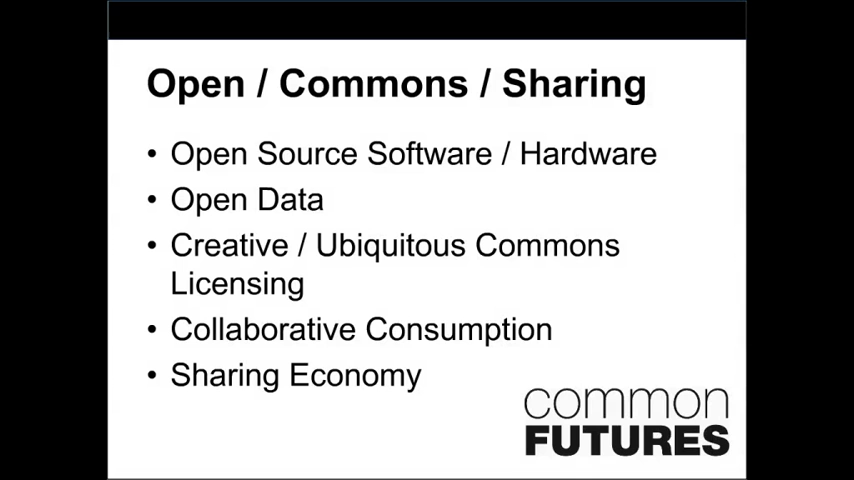 Open / Commons / Sharing
• Open Source Software / Hardware
• Open Data
• Creative / Ubiquitous Commons
Licensing
• Collaborative Consumption
• Sharing Economy
common
FUTURES